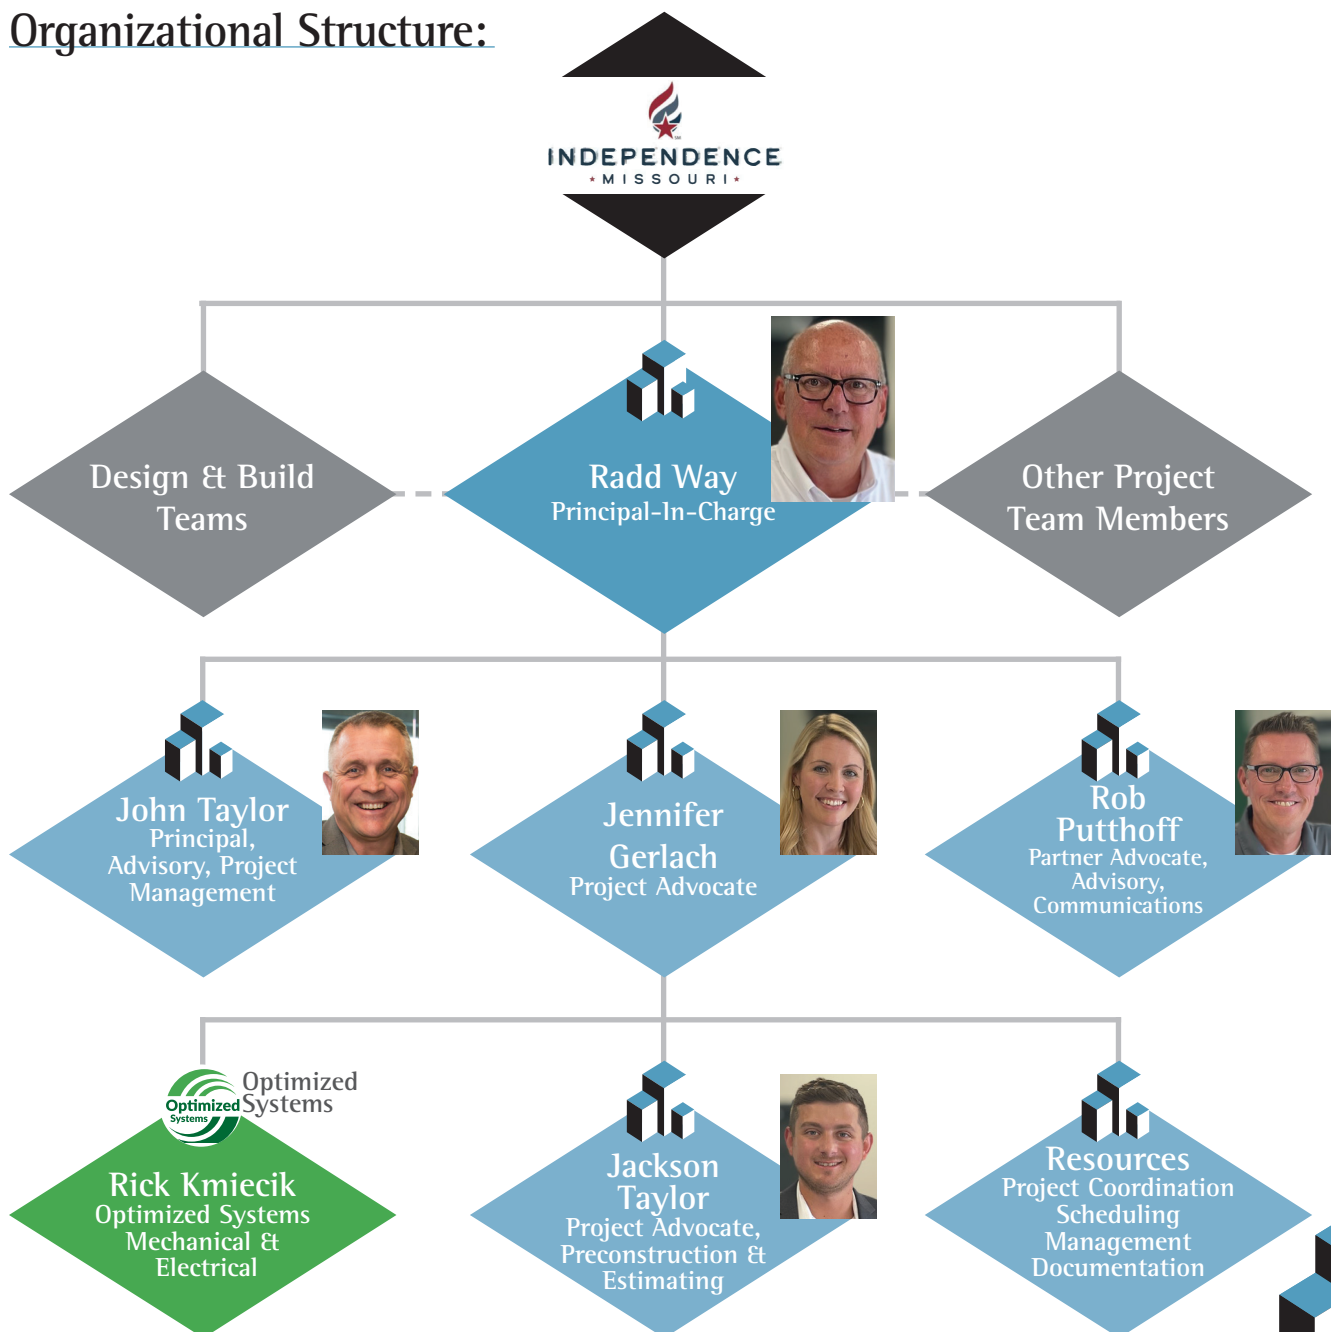 Organizational Structure:
INDEPENDENCE
MISSOURI
SM
Design & Build
Teams
Radd Way
Principal-In-Charge
Other Project
Team Members
John Taylor
Principal,
Advisory, Project
Management
Jennifer
Gerlach
Project Advocate
Rob
Putthoff
Partner Advocate,
Advisory,
Communications
Optimized
Systems
Optimized
Systems
Rick Kmiecik
Optimized Systems
Mechanical &
Electrical
Jackson
Taylor
Project Advocate,
Preconstruction &
Estimating
Resources
Project Coordination
Scheduling
Management
Documentation